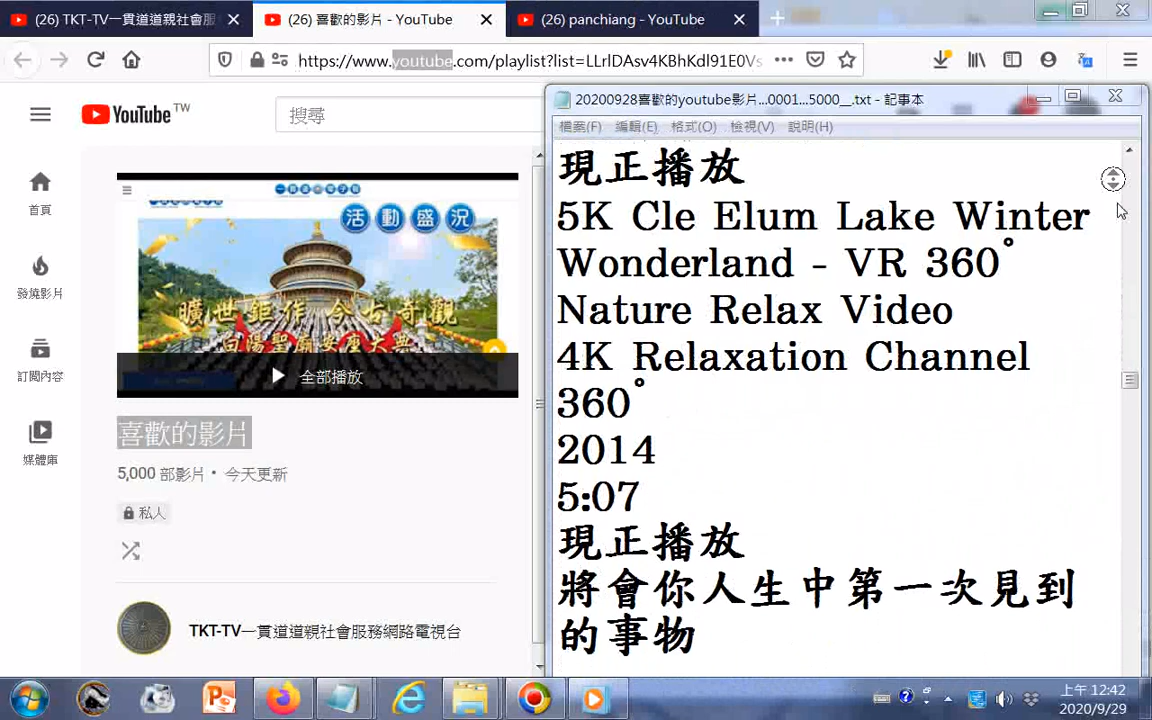 (26) TKT-TV一貫道道親社會服
(26) 喜歡的影片 - YouTube
(26) panchiang - YouTube
https://www.youtube.com/playlist?list=LLrlDAsv4KBhKdl91E0Vs
YouTube TW
搜尋
首頁
發燒影片
訂閱內容
媒體庫
活動盛況
曠世鉅作 今古奇觀
全部播放
喜歡的影片
5,000 部影片・今天更新
私人
TKT-TV一貫道道親社會服務網路電視台
20200928喜歡的youtube影片...0001...5000__.txt - 記事本
檔案(F) 編輯(E) 格式(O) 檢視(V) 說明(H)
現正播放
5K Cle Elum Lake Winter
Wonderland - VR 360°
Nature Relax Video
4K Relaxation Channel
360°
2014
5:07
現正播放
將會你人生中第一次見到
的事物
上午 12:42
2020/9/29